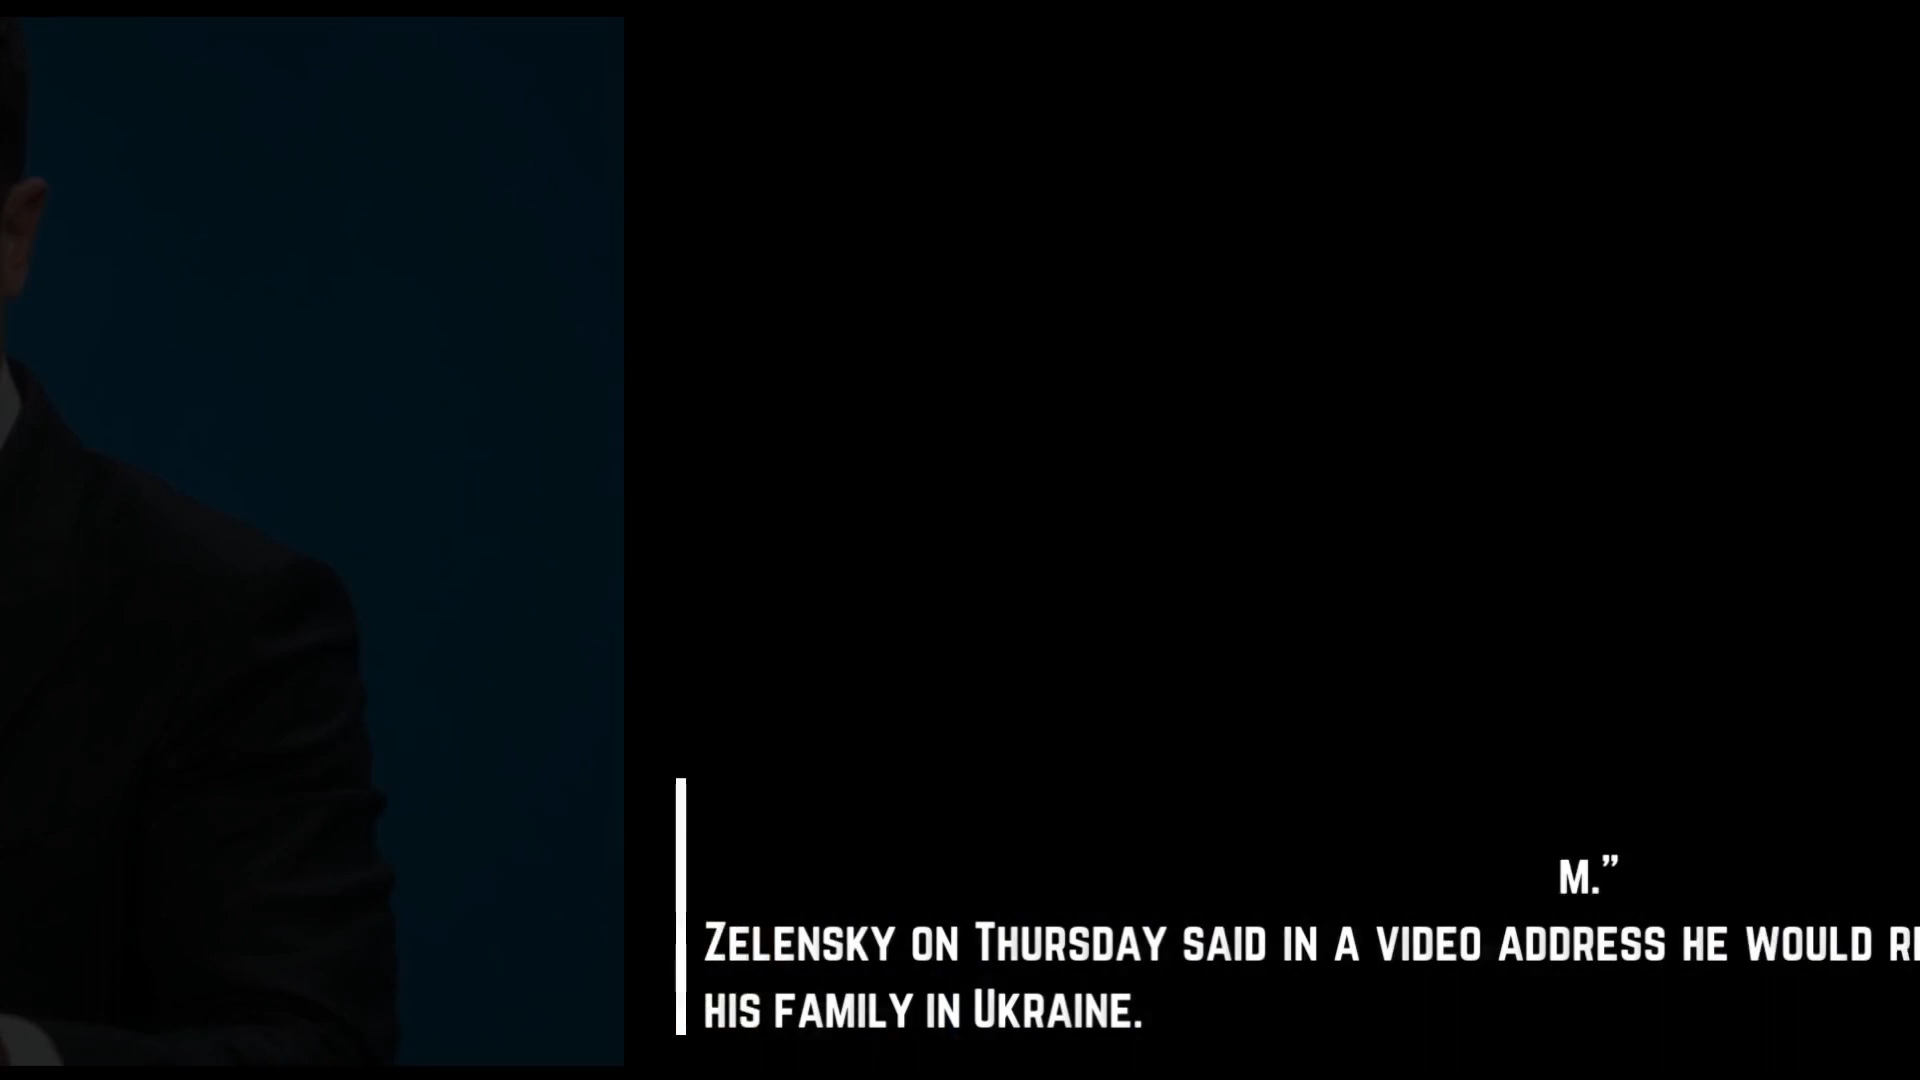 M.”
Zelensky on Thursday said in a video address he would
his family in Ukraine.